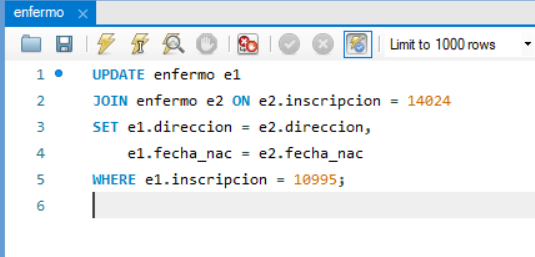 enfermo
Limit to 1000 rows
1 UPDATE enfermo e1
2 JOIN enfermo e2 ON e2.inscripcion = 14024
3 SET e1.direccion = e2.direccion,
4 e1.fecha_nac = e2.fecha_nac
5 WHERE e1.inscripcion = 10995;
6